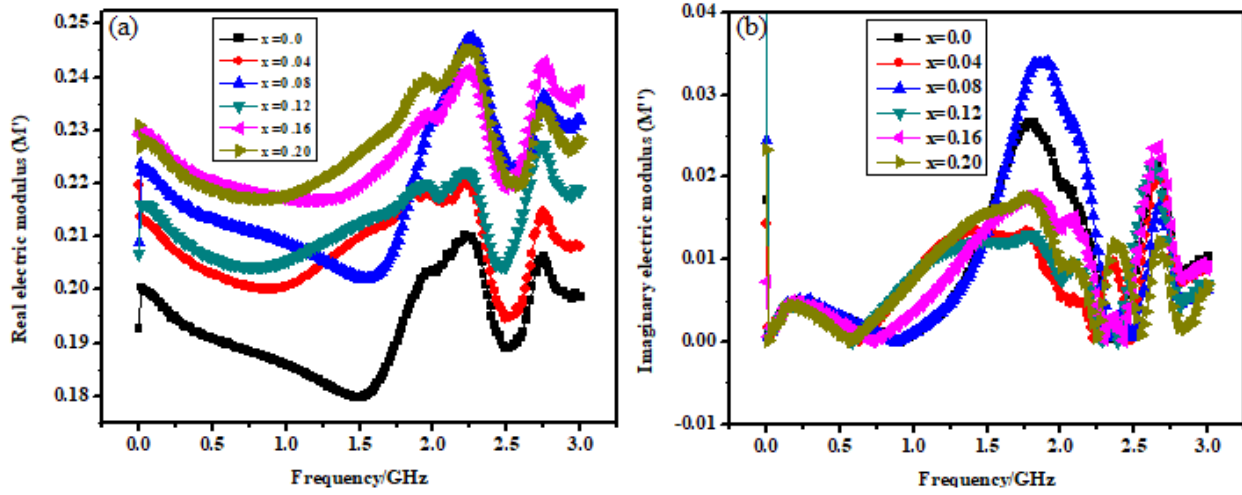 (a)
0.25
0.24
0.23
0.22
0.21
0.20
0.19
0.18
Real electric modulus (M')
x=0.0
x=0.04
x=0.08
x=0.12
x=0.16
x=0.20
0.0 0.5 1.0 1.5 2.0 2.5 3.0
Frequency/GHz
(b)
0.04
0.03
0.02
0.01
0.00
-0.01
Imaginary electric modulus (M'')
x=0.0
x=0.04
x=0.08
x=0.12
x=0.16
x=0.20
0.0 0.5 1.0 1.5 2.0 2.5 3.0
Frequency/GHz